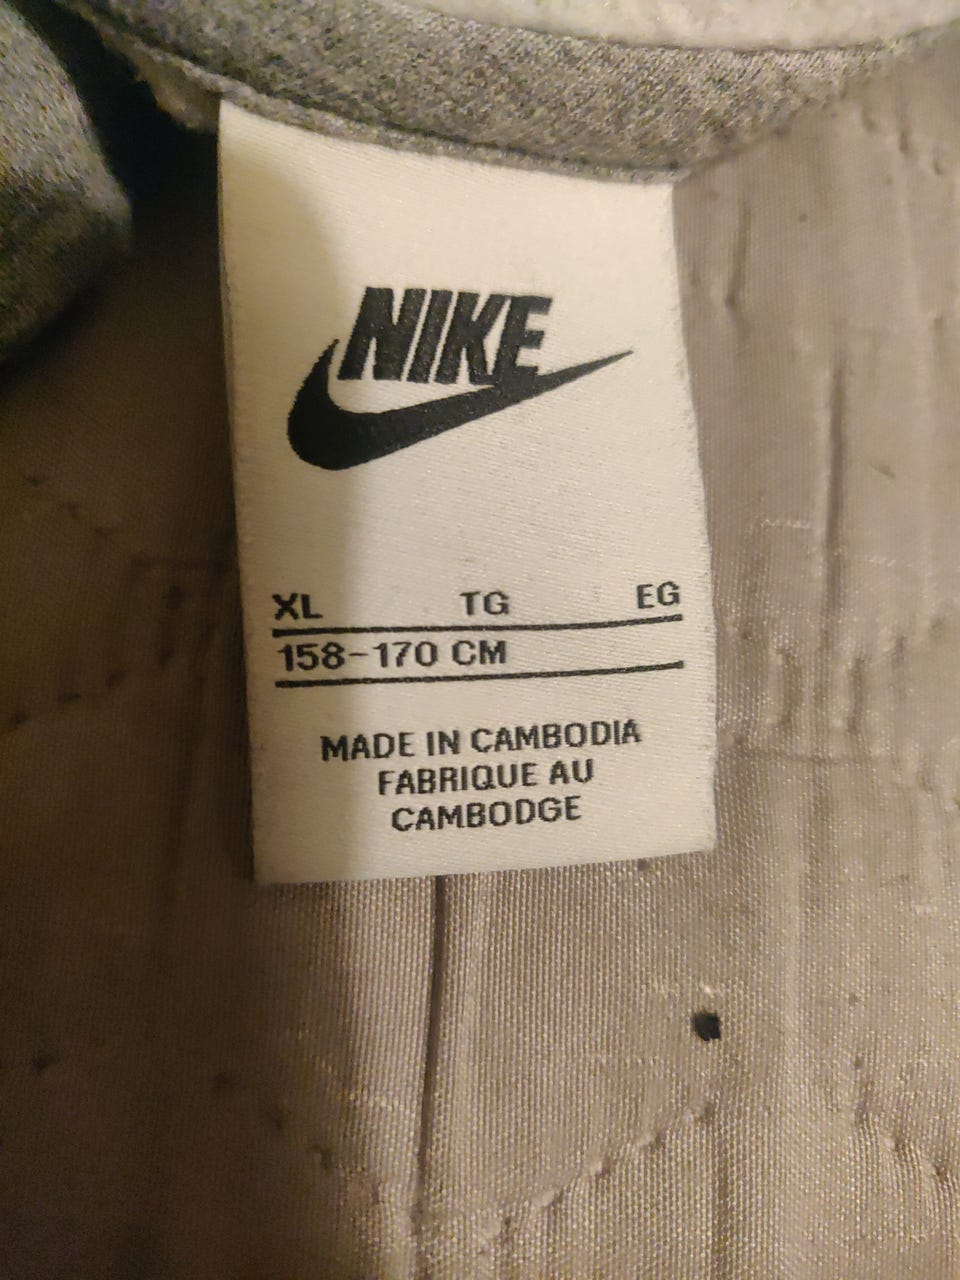 NIKE
XL TG EG
158-170 CM
MADE IN CAMBODIA
FABRIQUE AU
CAMBODGE